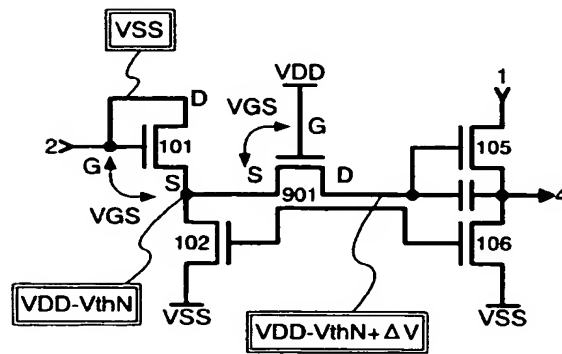 VSS
D
VDD
1
VGS
G
2
101
G
S
D
105
S
901
4
VGS
102
106
VDD-VthN
VSS
VDD-VthN+ΔV
VSS